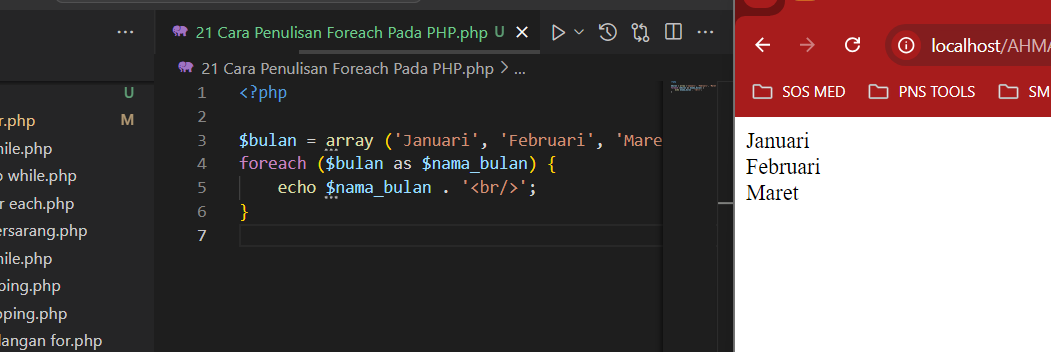 21 Cara Penulisan Foreach Pada PHP.php U
21 Cara Penulisan Foreach Pada PHP.php > ...
U
r.php M
hile.php
o while.php
r each.php
ersarang.php
hile.php
ping.php
oping.php
langan for.php
1 <?php
2
3 $bulan = array ('Januari', 'Februari', 'Mare
4 foreach ($bulan as $nama_bulan) {
5 echo $nama_bulan . '<br/>';
6 }
7
localhost/AHMA
SOS MED PNS TOOLS SM
Januari
Februari
Maret